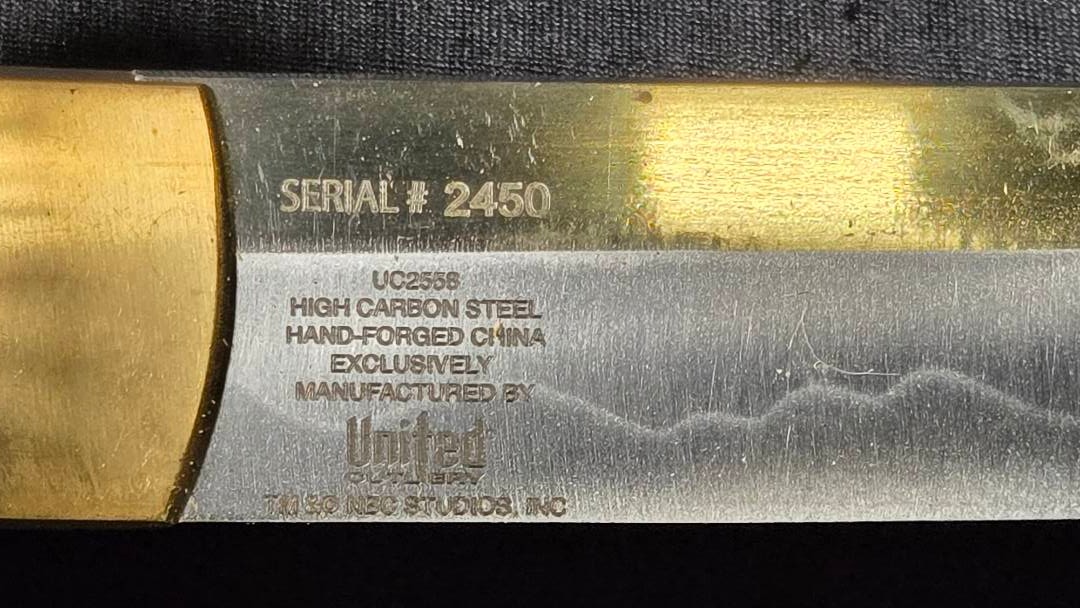 SERIAL # 2450
UC2558
HIGH CARBON STEEL
HAND-FORGED CHINA
EXCLUSIVELY
MANUFACTURED BY
United
CUTLERY
TM & © NBC STUDIOS, INC